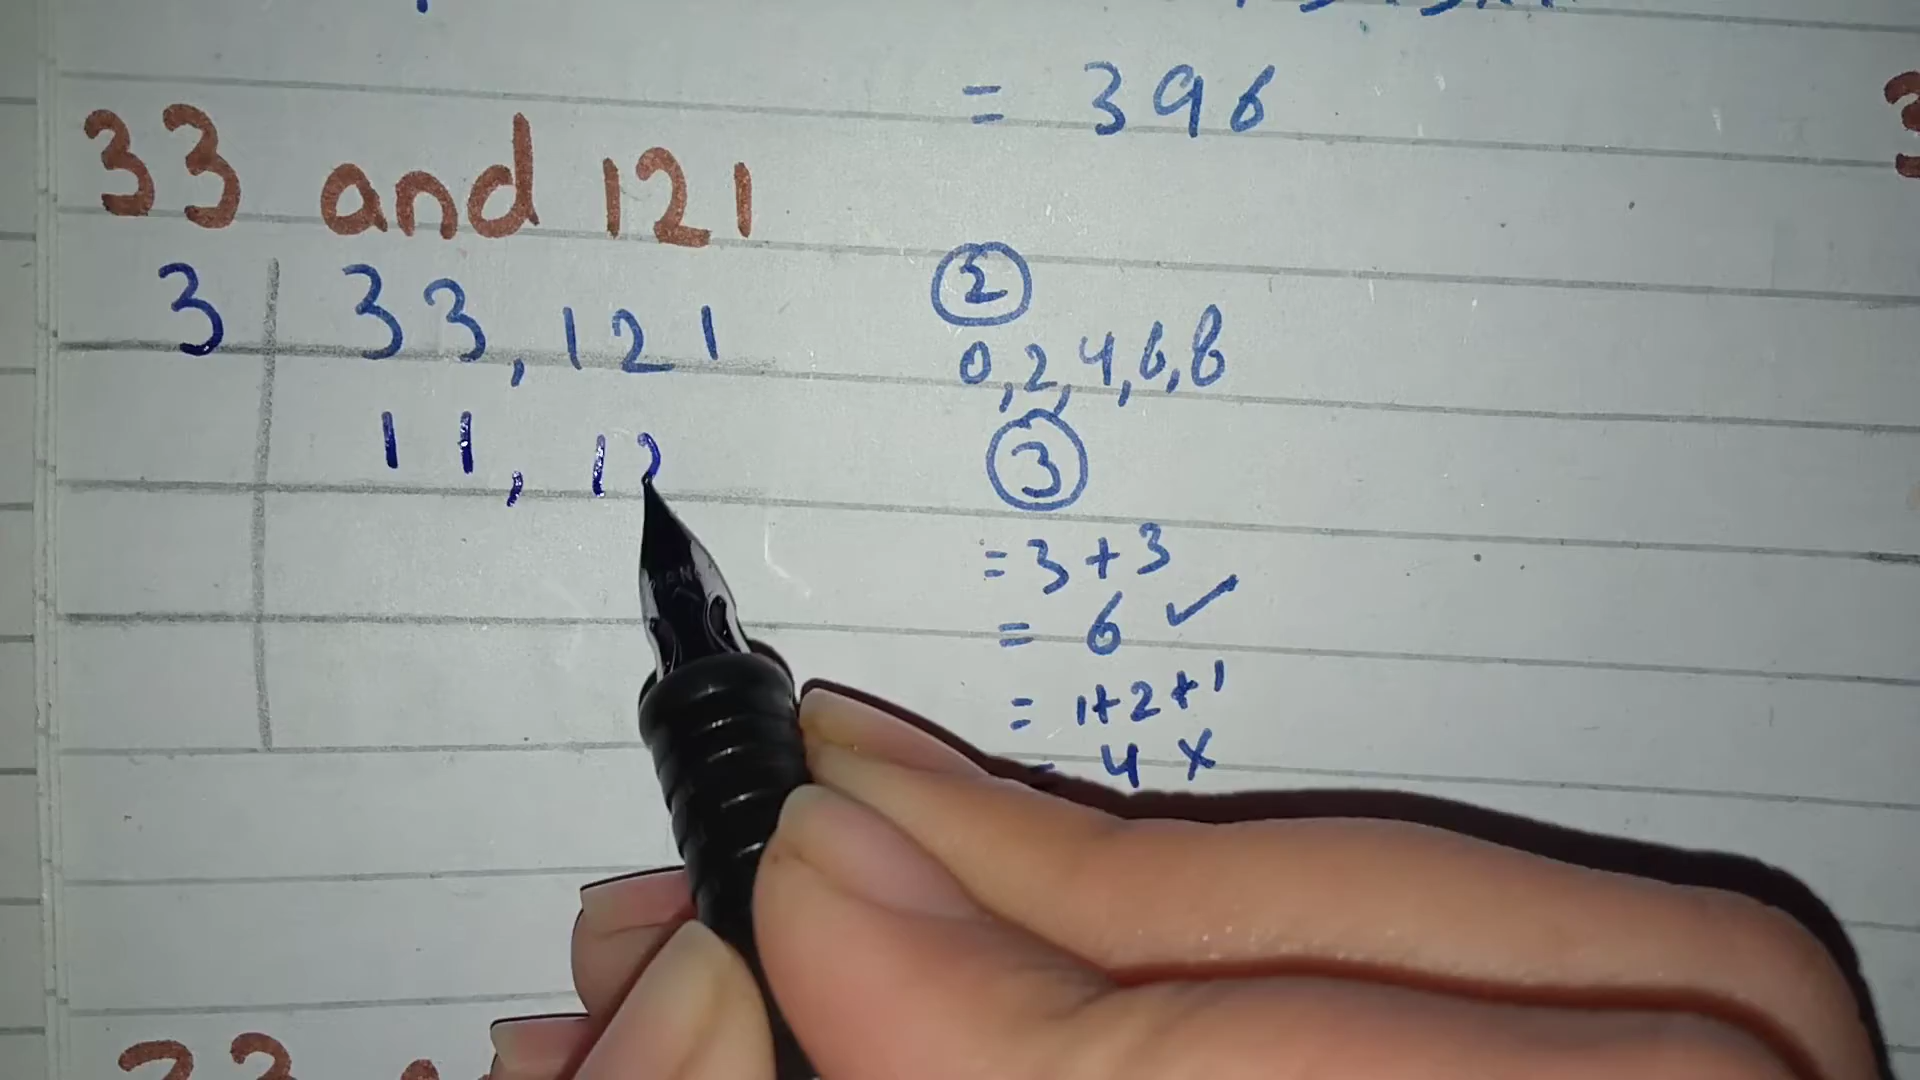 = 396
33 and 121
3 33, 121
11, 12
2
0, 2, 4, 6, 8
3
= 3 + 3
= 6 ✓
= 1+2+1
= 4 x